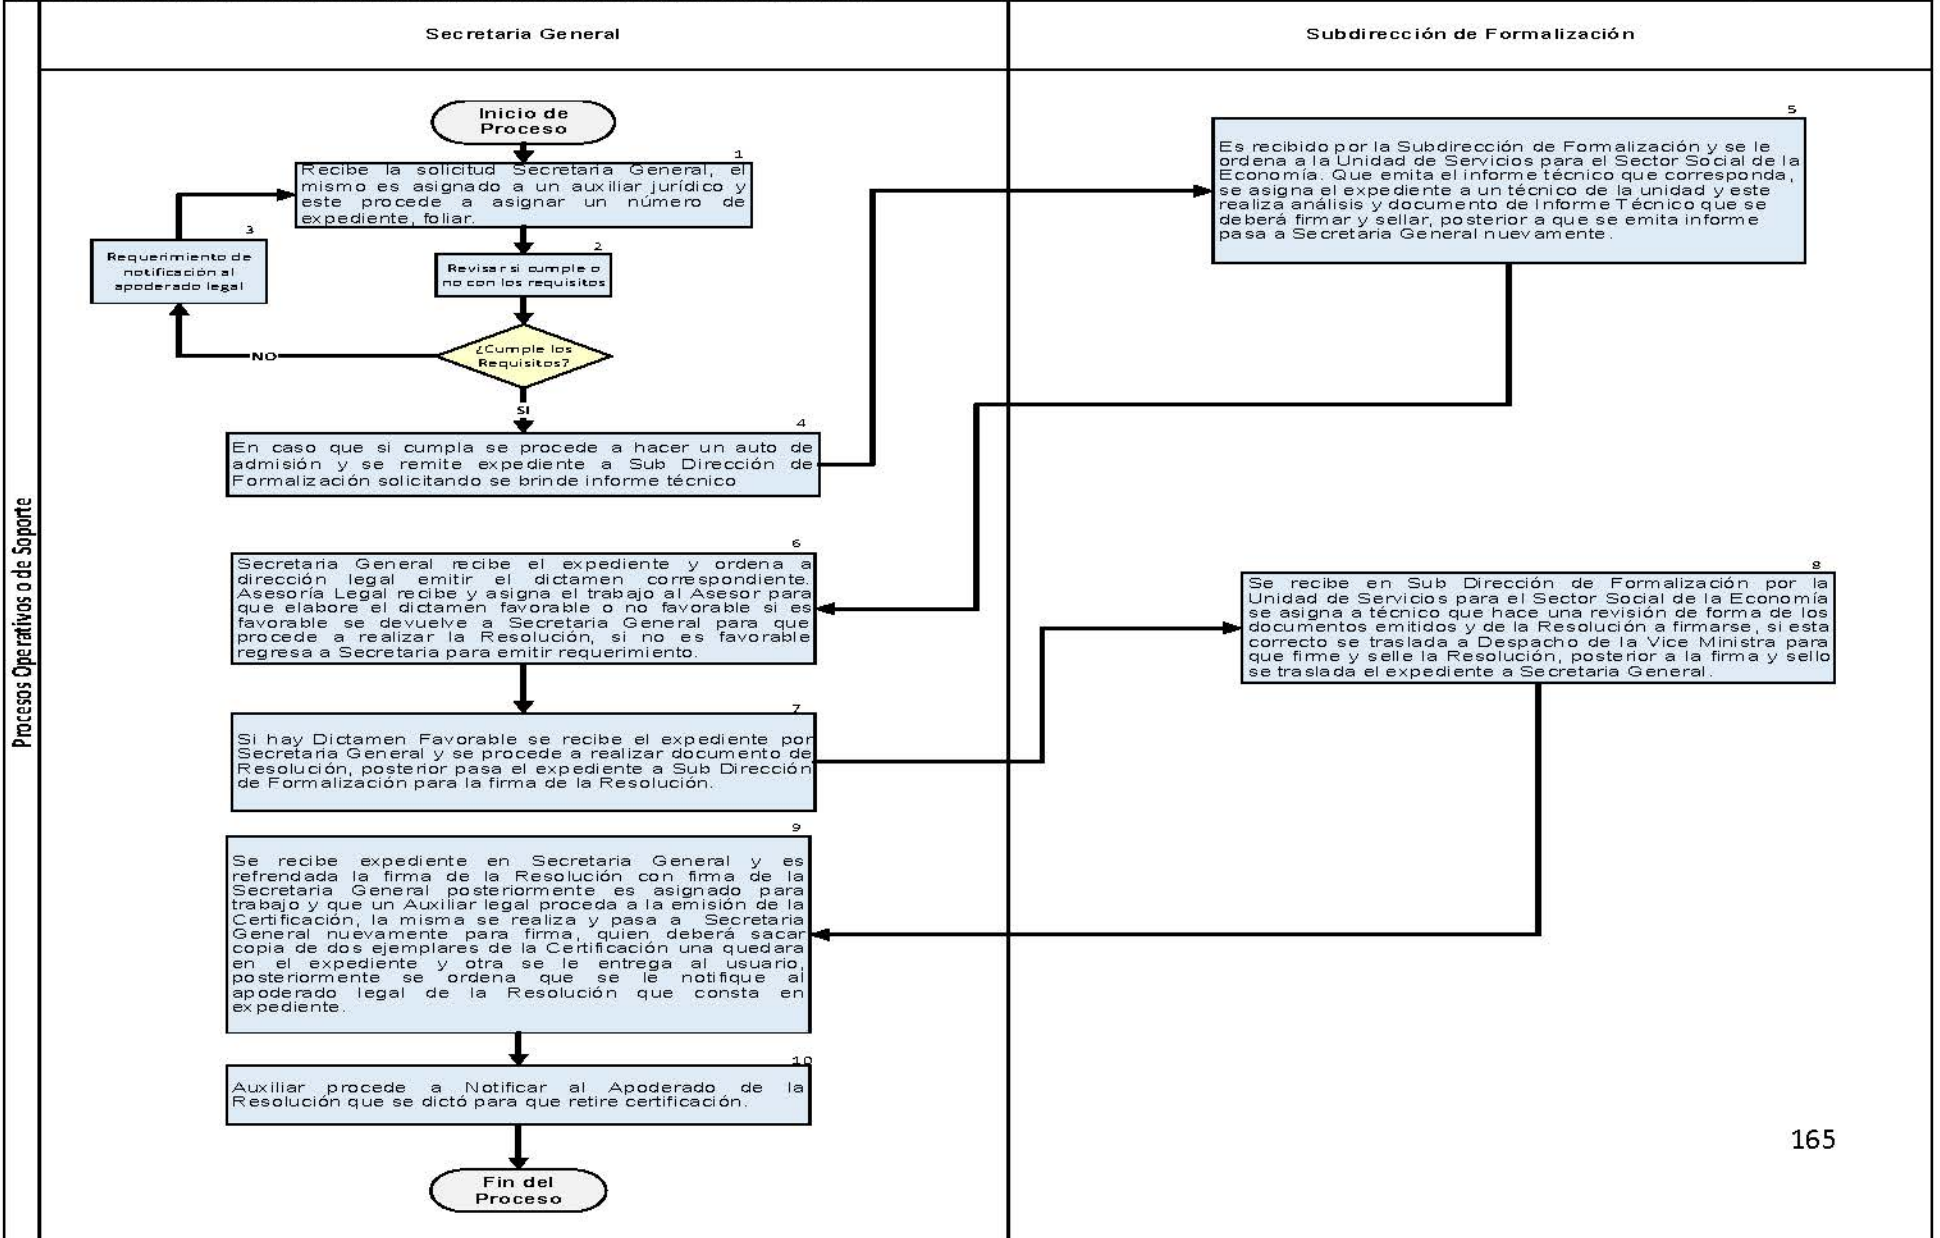 Secretaria General
Subdirección de Formalización
Procesos Operativos o de Soporte
Inicio de
Proceso
1
Recibe la solicitud Secretaria General, el
mismo es asignado a un auxiliar jurídico y
este procede a asignar un número de
expediente, foliar.
2
Revisar si cumple o
no con los requisitos
3
Requerimiento de
notificación al
apoderado legal
¿Cumple los
Requisitos?
NO
SI
4
En caso que si cumpla se procede a hacer un auto de
admisión y se remite expediente a Sub Dirección de
Formalización solicitando se brinde informe técnico
5
Es recibido por la Subdirección de Formalización y se le
ordena a la Unidad de Servicios para el Sector Social de la
Economía. Que emita el informe técnico que corresponda,
se asigna el expediente a un técnico de la unidad y este
realiza análisis y documento de Informe Técnico que se
deberá firmar y sellar, posterior a que se emita informe
pasa a Secretaria General nuevamente.
6
Secretaria General recibe el expediente y ordena a
dirección legal emitir el dictamen correspondiente.
Asesoría Legal recibe y asigna el trabajo al Asesor para
que elabore el dictamen favorable o no favorable si es
favorable se devuelve a Secretaria General para que
procede a realizar la Resolución, si no es favorable
regresa a Secretaria para emitir requerimiento.
7
Si hay Dictamen Favorable se recibe el expediente por
Secretaria General y se procede a realizar documento de
Resolución, posterior pasa el expediente a Sub Dirección
de Formalización para la firma de la Resolución.
8
Se recibe en Sub Dirección de Formalización por la
Unidad de Servicios para el Sector Social de la Economía
se asigna a técnico que hace una revisión de forma de los
documentos emitidos y de la Resolución a firmarse, si esta
correcto se traslada a Despacho de la Vice Ministra para
que firme y selle la Resolución, posterior a la firma y sello
se traslada el expediente a Secretaria General.
9
Se recibe expediente en Secretaria General y es
refrendada la firma de la Resolución con firma de la
Secretaria General posteriormente es asignado para
trabajo y que un Auxiliar legal proceda a la emisión de la
Certificación, la misma se realiza y pasa a Secretaria
General nuevamente para firma, quien deberá sacar
copia de dos ejemplares de la Certificación una quedara
en el expediente y otra se le entrega al usuario,
posteriormente se ordena que se le notifique al
apoderado legal de la Resolución que consta en
expediente.
10
Auxiliar procede a Notificar al Apoderado de la
Resolución que se dictó para que retire certificación.
Fin del
Proceso
165